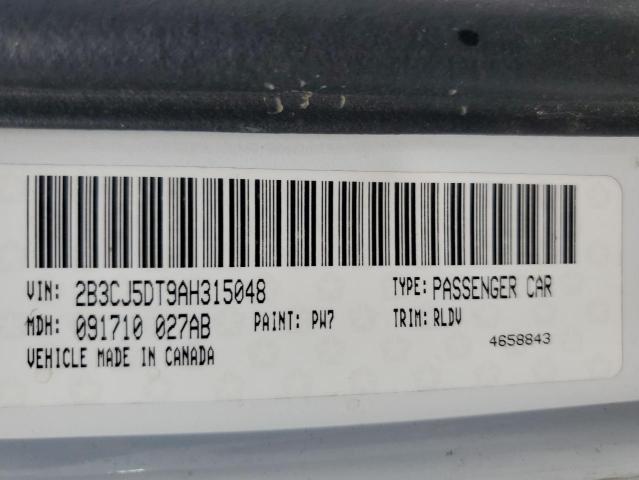 VIN: 2B3CJ5DT9AH315048 TYPE: PASSENGER CAR
MDH: 091710 027AB PAINT: PW7 TRIM: RLDV
VEHICLE MADE IN CANADA 4658843